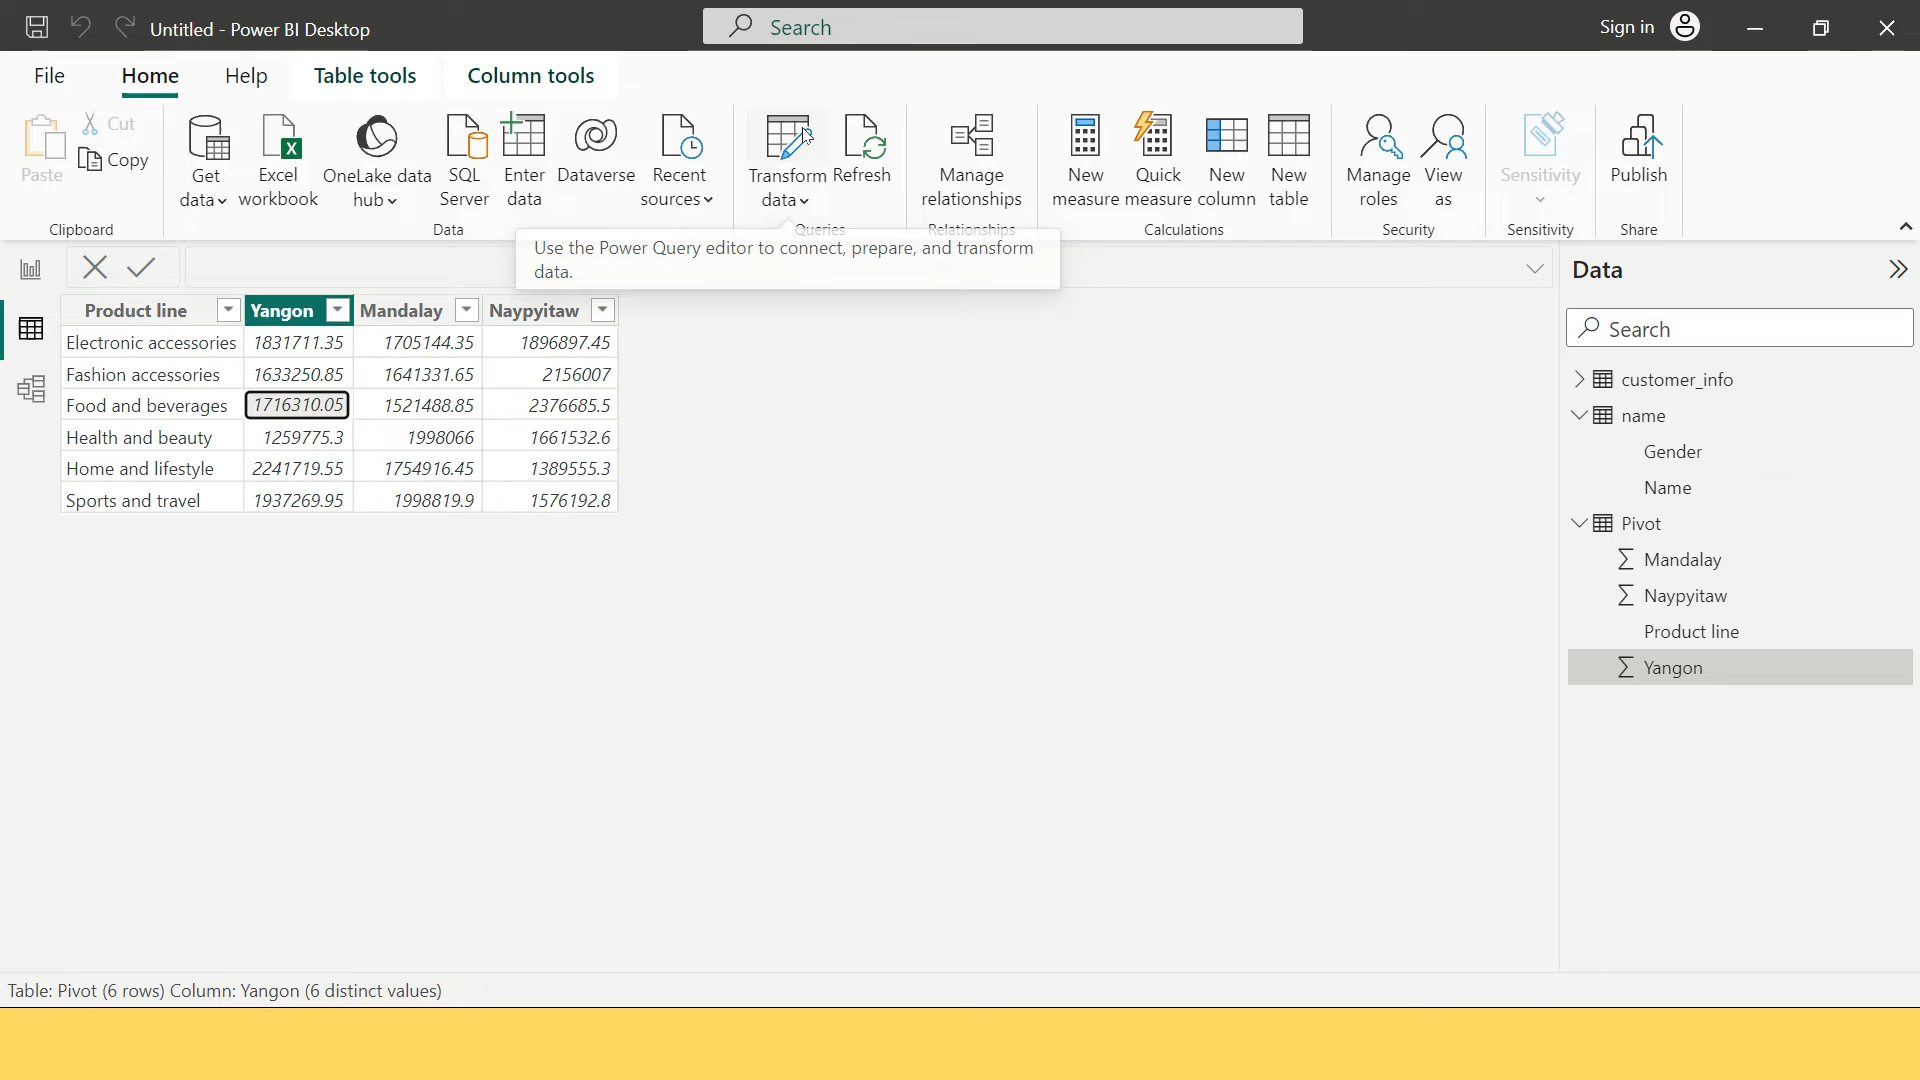 Untitled - Power BI Desktop
Search
Sign in
File Home Help Table tools Column tools
Paste
Cut
Copy
Clipboard
Get data
Excel workbook
OneLake data hub
SQL Server
Enter data
Dataverse
Recent sources
Data
Transform data
Refresh
Queries
Manage relationships
Relationships
New measure
Quick measure
New column
New table
Calculations
Manage roles
View as
Security
Sensitivity
Sensitivity
Publish
Share
Use the Power Query editor to connect, prepare, and transform
data.
Product line Yangon Mandalay Naypyitaw
Electronic accessories 1831711.35 1705144.35 1896897.45
Fashion accessories 1633250.85 1641331.65 2156007
Food and beverages 1716310.05 1521488.85 2376685.5
Health and beauty 1259775.3 1998066 1661532.6
Home and lifestyle 2241719.55 1754916.45 1389555.3
Sports and travel 1937269.95 1998819.9 1576192.8
Data
Search
customer_info
name
Gender
Name
Pivot
Mandalay
Naypyitaw
Product line
Yangon
Table: Pivot (6 rows) Column: Yangon (6 distinct values)